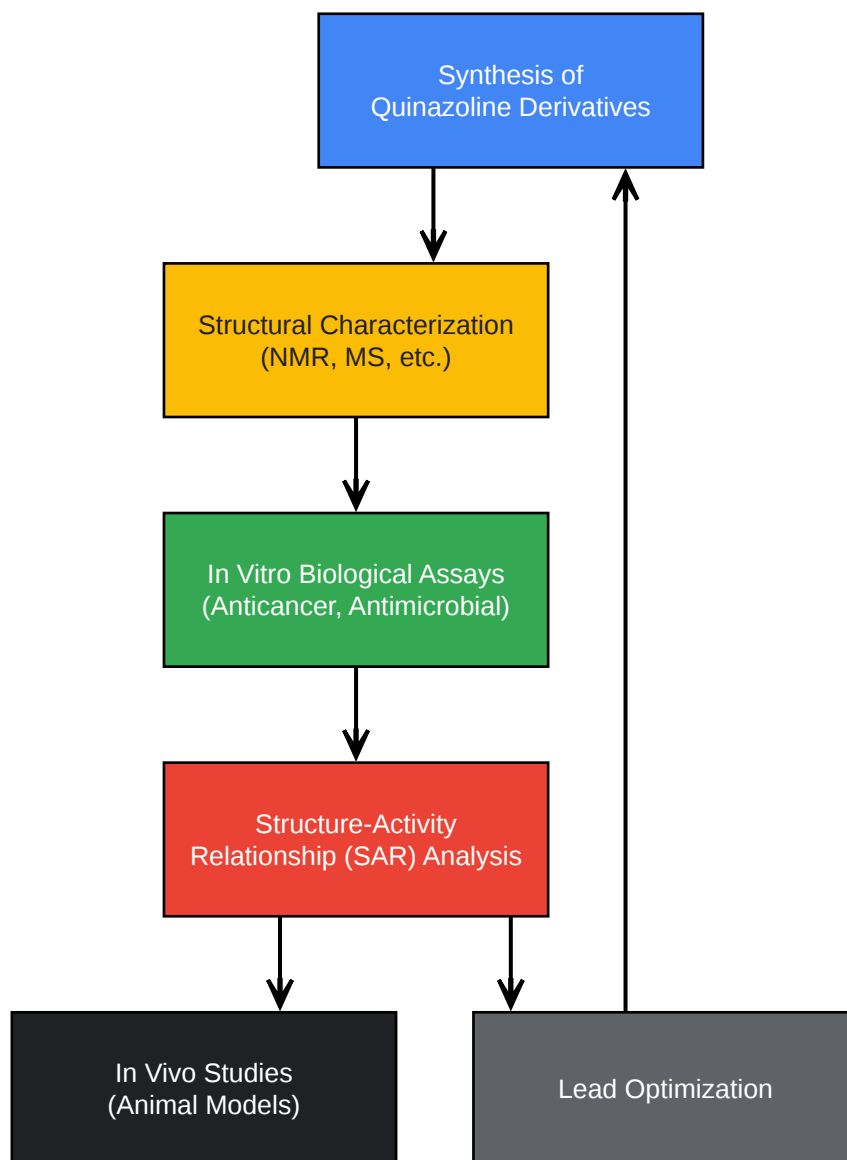 Synthesis of
Quinazoline Derivatives
Structural Characterization
(NMR, MS, etc.)
In Vitro Biological Assays
(Anticancer, Antimicrobial)
Structure-Activity
Relationship (SAR) Analysis
In Vivo Studies
(Animal Models)
Lead Optimization